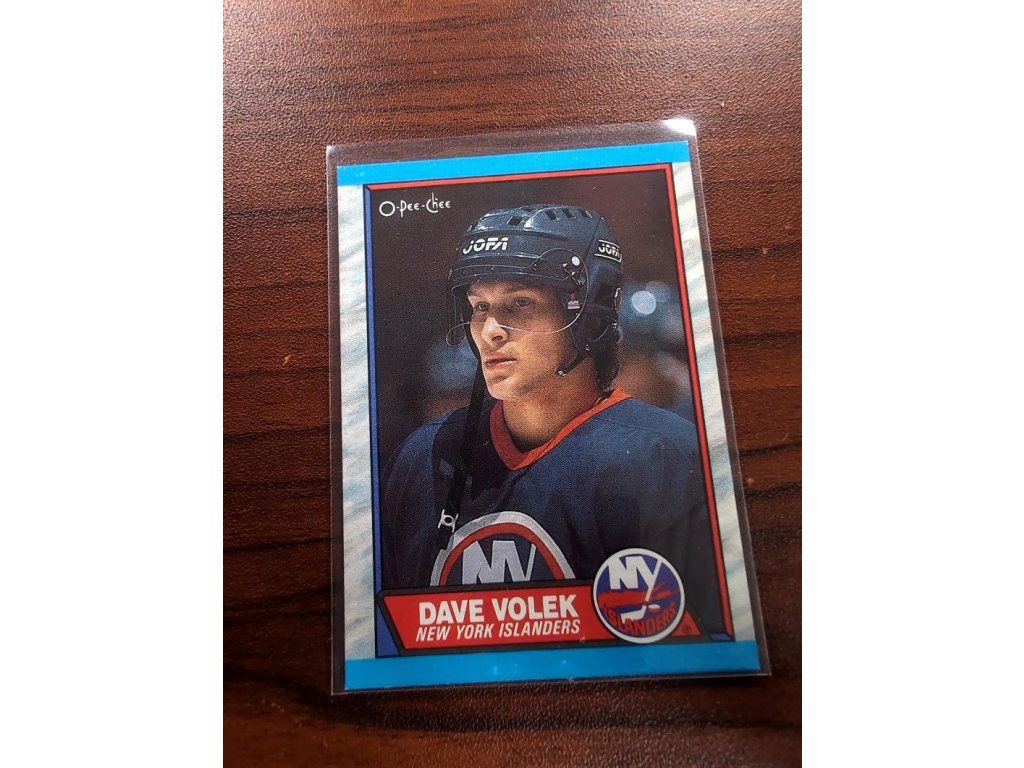 O-Pee-Chee
JOFA
JOFA
NY
DAVE VOLEK
NEW YORK ISLANDERS
NY
ISLANDERS
®